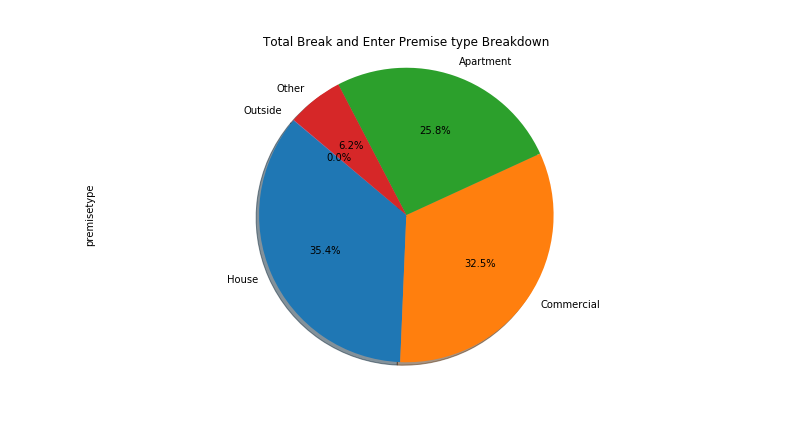 Total Break and Enter Premise type Breakdown
Apartment
Other
Outside
25.8%
6.2%
0.0%
premisetype
35.4%
32.5%
House
Commercial